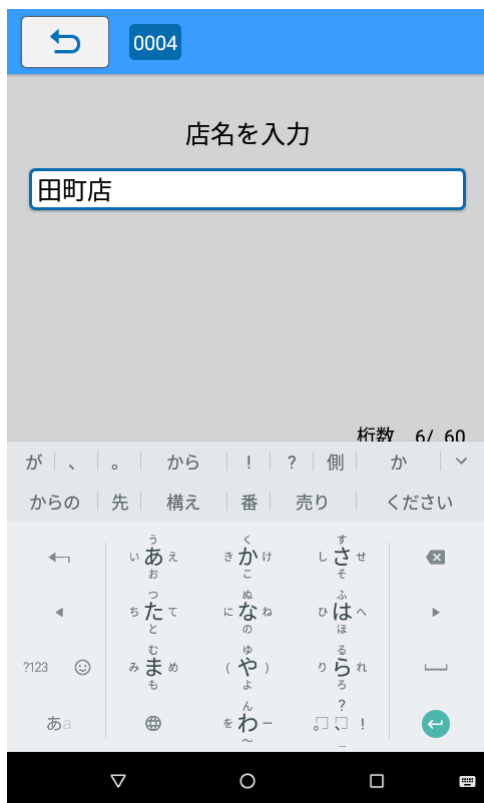 0004
店名を入力
田町店
桁数 6/ 60
が 、 。 から ! ? 側 か
からの 先 構え 番 売り ください
う く す
い あ え き か け し さ せ
お こ そ
つ ぬ ふ
ち た て に な ね ひ は へ
と の ほ
む ゆ る
?123 み ま め ( や ) り ら れ
も よ ろ
ん ?
あa を わ ー 、 。 !
〜 …